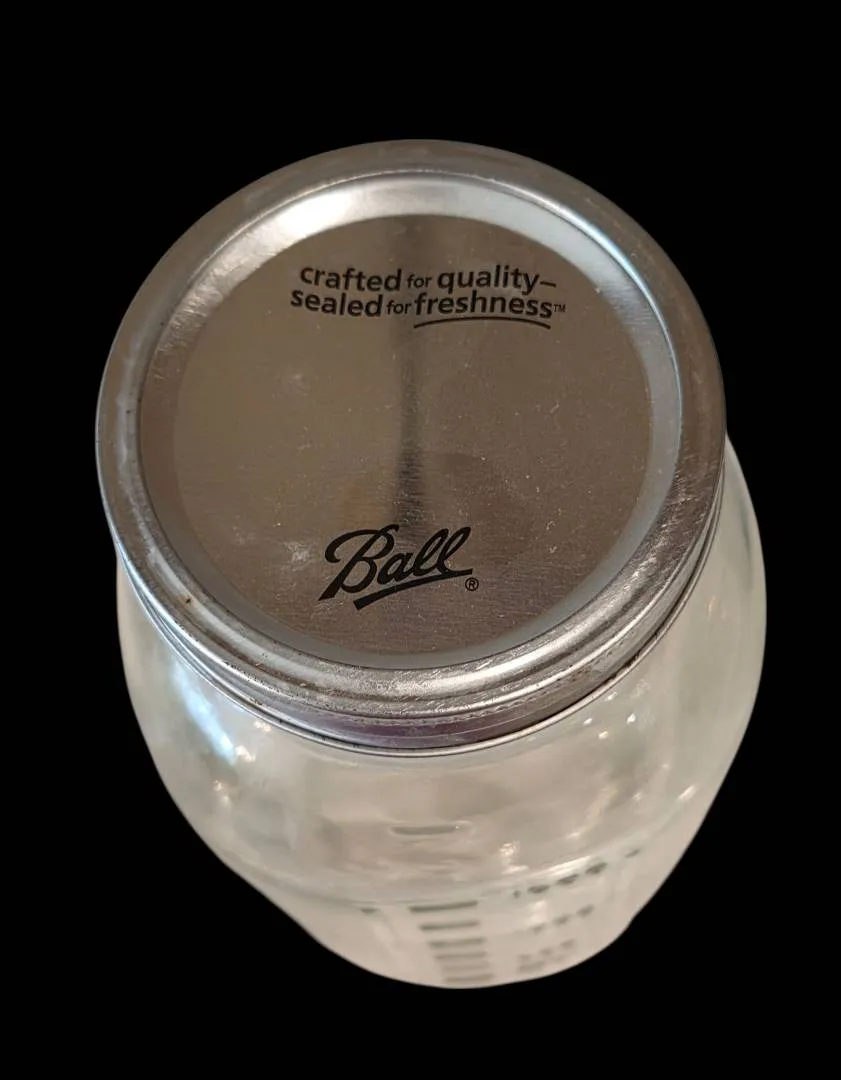 crafted for quality–
sealed for freshness™
Ball®